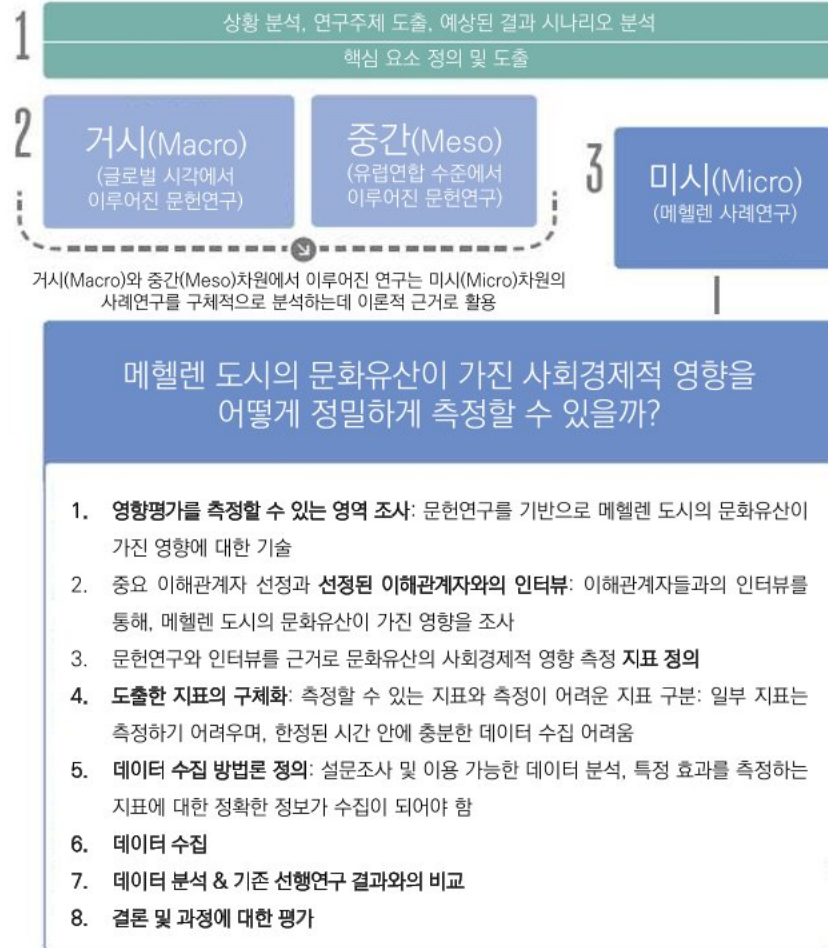 1
상황 분석, 연구주제 도출, 예상된 결과 시나리오 분석
핵심 요소 정의 및 도출
2
거시(Macro)
(글로벌 시각에서
이루어진 문헌연구)
중간(Meso)
(유럽연합 수준에서
이루어진 문헌연구)
3
미시(Micro)
(메헬렌 사례연구)
거시(Macro)와 중간(Meso)차원에서 이루어진 연구는 미시(Micro)차원의
사례연구를 구체적으로 분석하는데 이론적 근거로 활용
메헬렌 도시의 문화유산이 가진 사회경제적 영향을
어떻게 정밀하게 측정할 수 있을까?
1. 영향평가를 측정할 수 있는 영역 조사: 문헌연구를 기반으로 메헬렌 도시의 문화유산이
가진 영향에 대한 기술
2. 중요 이해관계자 선정과 선정된 이해관계자와의 인터뷰: 이해관계자들과의 인터뷰를
통해, 메헬렌 도시의 문화유산이 가진 영향을 조사
3. 문헌연구와 인터뷰를 근거로 문화유산의 사회경제적 영향 측정 지표 정의
4. 도출한 지표의 구체화: 측정할 수 있는 지표와 측정이 어려운 지표 구분: 일부 지표는
측정하기 어려우며, 한정된 시간 안에 충분한 데이터 수집 어려움
5. 데이터 수집 방법론 정의: 설문조사 및 이용 가능한 데이터 분석, 특정 효과를 측정하는
지표에 대한 정확한 정보가 수집이 되어야 함
6. 데이터 수집
7. 데이터 분석 & 기존 선행연구 결과와의 비교
8. 결론 및 과정에 대한 평가